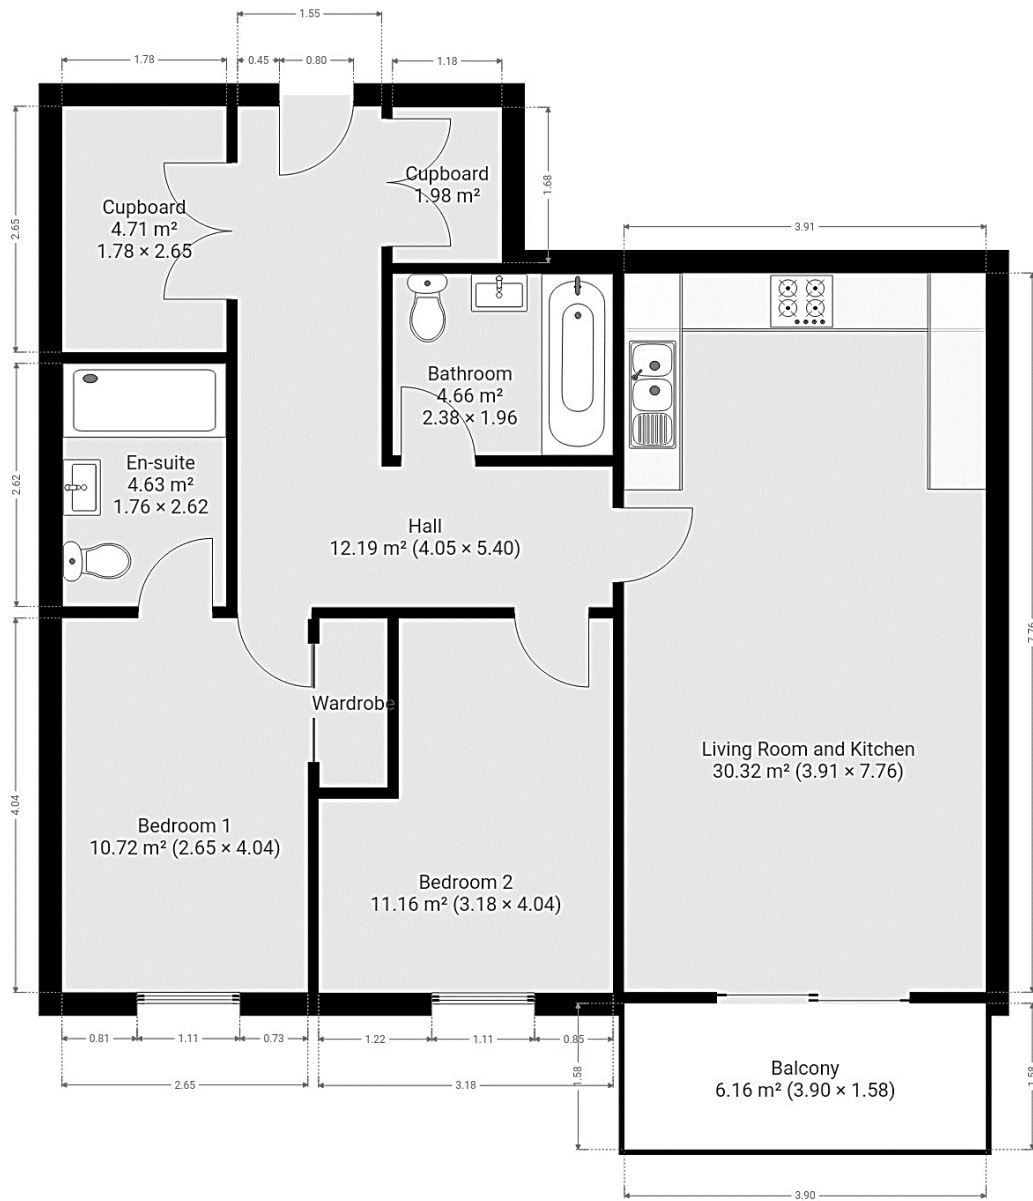 1.55
1.78
0.45
0.80
1.18
Cupboard
1.98 m²
1.68
Cupboard
4.71 m²
1.78 × 2.65
2.65
3.91
Bathroom
4.66 m²
2.38 × 1.96
En-suite
4.63 m²
1.76 × 2.62
2.62
Hall
12.19 m² (4.05 × 5.40)
7.76
Wardrobe
Living Room and Kitchen
30.32 m² (3.91 × 7.76)
4.04
Bedroom 1
10.72 m² (2.65 × 4.04)
Bedroom 2
11.16 m² (3.18 × 4.04)
0.81
1.11
0.73
1.22
1.11
0.85
2.65
3.18
1.58
Balcony
6.16 m² (3.90 × 1.58)
1.58
3.90